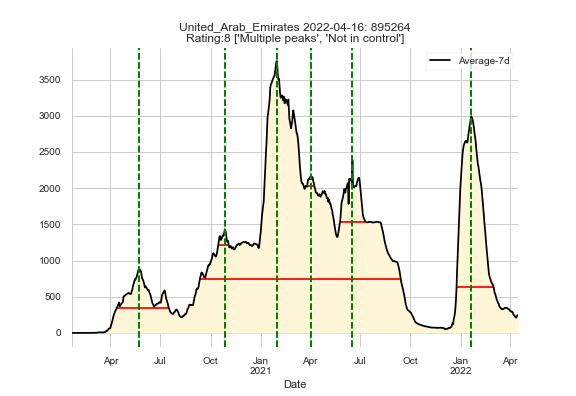 United_Arab_Emirates 2022-04-16: 895264
Rating:8 ['Multiple peaks', 'Not in control']
Average-7d
3500
3000
2500
2000
1500
1000
500
0
Apr Jul Oct Jan Apr Jul Oct Jan Apr
2021 2022
Date